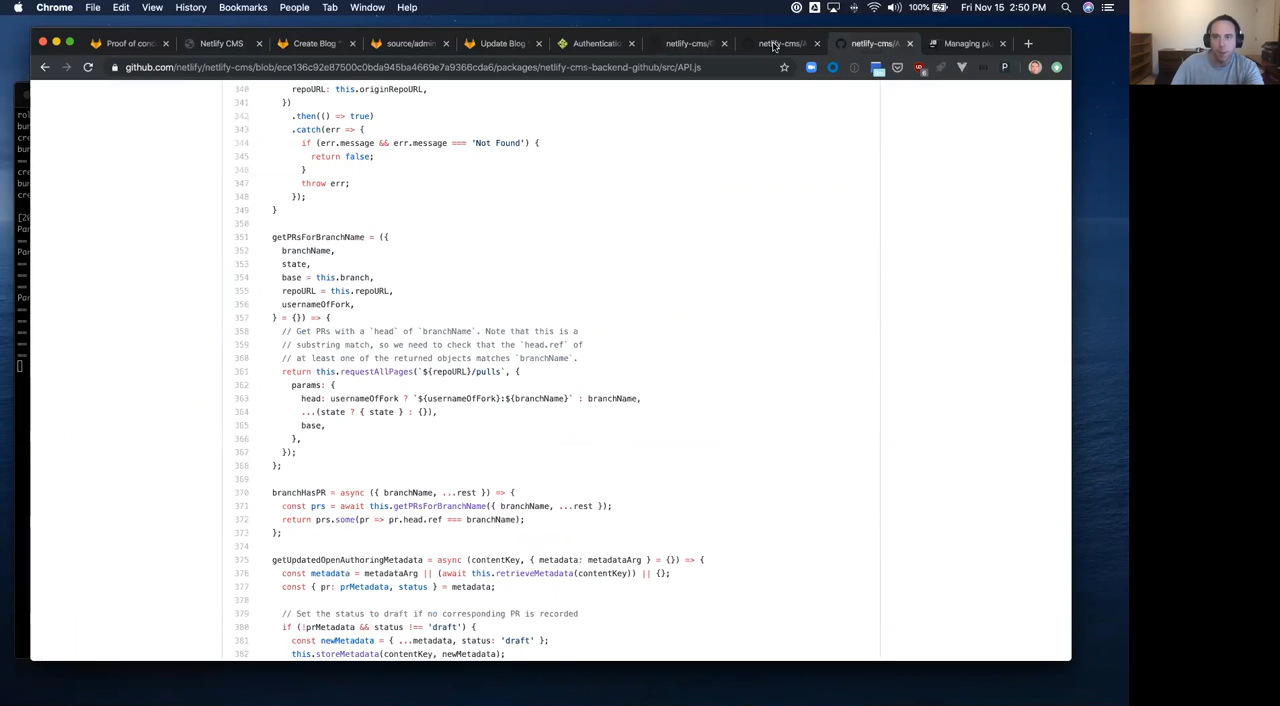 Chrome File Edit View History Bookmarks People Tab Window Help
100% Fri Nov 15 2:50 PM
Proof of con
Netlify CMS
Create Blog "
source/admin
Update Blog "
Authenticatio
netlify-cms/
netlify-cms/
netlify-cms/A
Managing plu
github.com/netlify/netlify-cms/blob/ece136c92e87500c0bda945ba4669e7a9366cda6/packages/netlify-cms-backend-github/src/API.js
340 repoURL: this.originRepoURL,
341 })
342 .then(() => true)
343 .catch(err => {
344 if (err.message && err.message === 'Not Found') {
345 return false;
346 }
347 throw err;
348 });
349 }
350
351 getPRsForBranchName = ({
352 branchName,
353 state,
354 base = this.branch,
355 repoURL = this.repoURL,
356 usernameOfFork,
357 } = {}) => {
358 // Get PRs with a `head` of `branchName`. Note that this is a
359 // substring match, so we need to check that the `head.ref` of
360 // at least one of the returned objects matches `branchName`.
361 return this.requestAllPages(`${repoURL}/pulls`, {
362 params: {
363 head: usernameOfFork ? `${usernameOfFork}:${branchName}` : branchName,
364 ...(state ? { state } : {}),
365 base,
366 },
367 });
368 };
369
370 branchHasPR = async ({ branchName, ...rest }) => {
371 const prs = await this.getPRsForBranchName({ branchName, ...rest });
372 return prs.some(pr => pr.head.ref === branchName);
373 };
374
375 getUpdatedOpenAuthoringMetadata = async (contentKey, { metadata: metadataArg } = {}) => {
376 const metadata = metadataArg || (await this.retrieveMetadata(contentKey)) || {};
377 const { pr: prMetadata, status } = metadata;
378
379 // Set the status to draft if no corresponding PR is recorded
380 if (!prMetadata && status !== 'draft') {
381 const newMetadata = { ...metadata, status: 'draft' };
382 this.storeMetadata(contentKey, newMetadata);